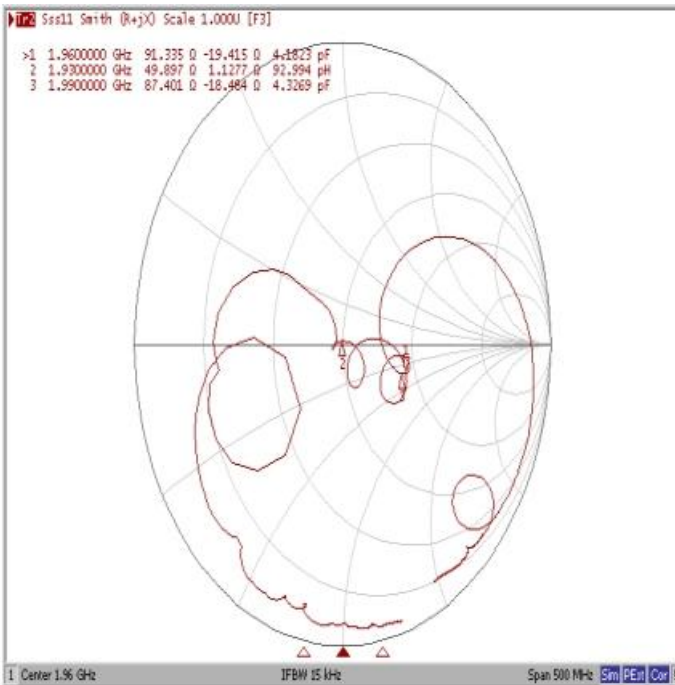 Tr2 Sss11 Smith (R+jX) Scale 1.000U [F3]
>1 1.9600000 GHz 91.335 Ω -19.415 Ω 4.1823 pF
2 1.9300000 GHz 49.897 Ω 1.1277 Ω 92.994 pH
3 1.9900000 GHz 87.401 Ω -18.484 Ω 4.3269 pF
2
1 Center 1.96 GHz IFBW 15 kHz Span 500 MHz Sim PExt Cor